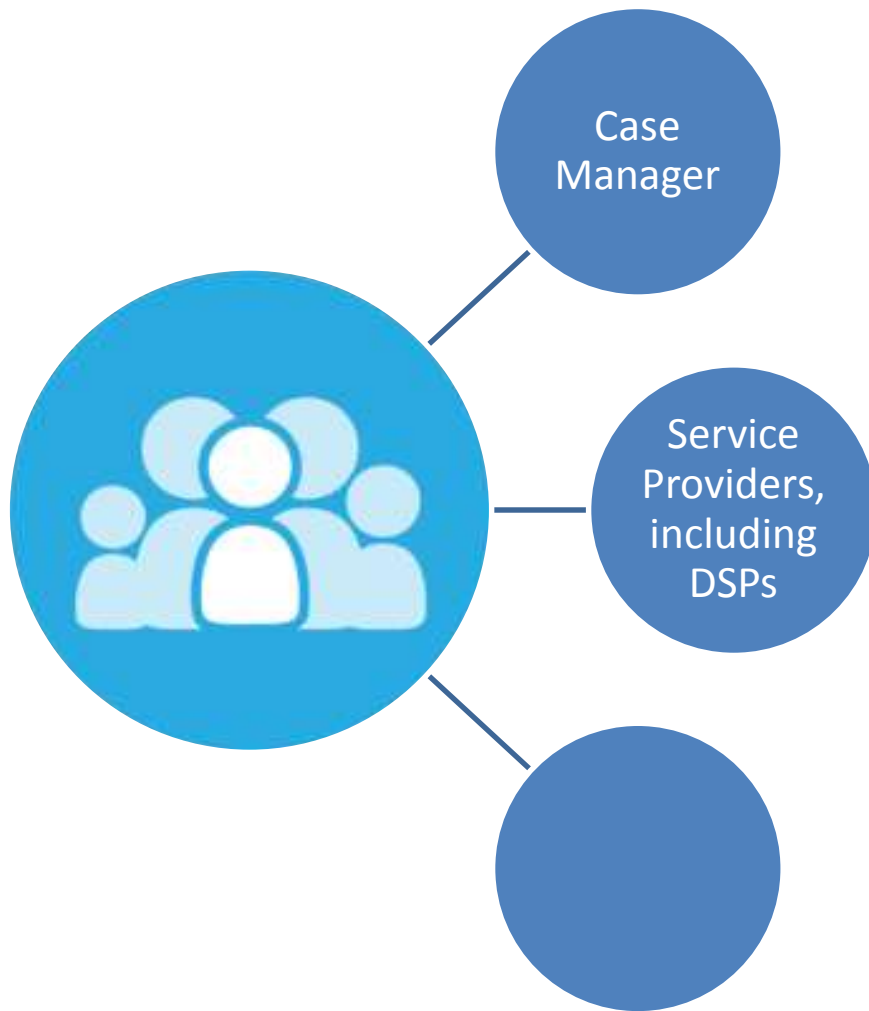 Case
Manager
Service
Providers,
including
DSPs